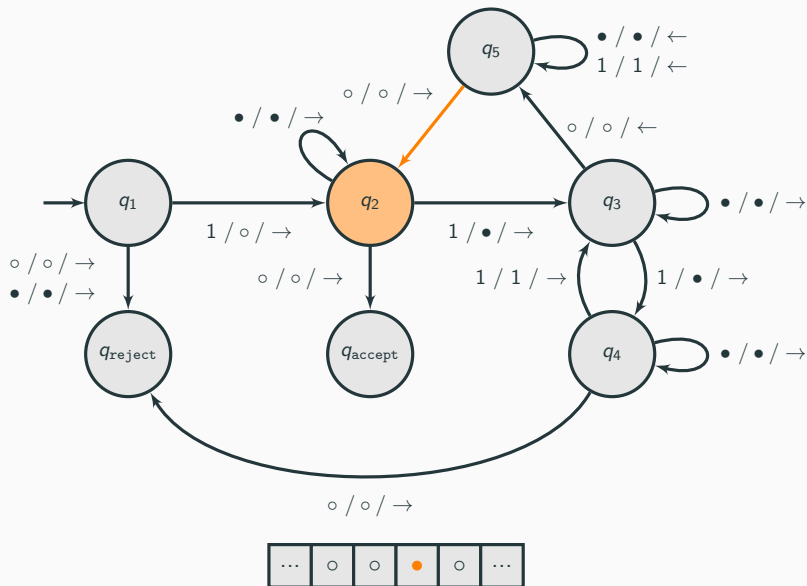 q5
• / • / ←
1 / 1 / ←
∘ / ∘ / →
• / • / →
∘ / ∘ / ←
q1
q2
q3
• / • / →
1 / ∘ / →
1 / • / →
∘ / ∘ / →
• / • / →
∘ / ∘ / →
1 / 1 / →
1 / • / →
qreject
qaccept
q4
• / • / →
∘ / ∘ / →
... ∘ ∘ • ∘ ...